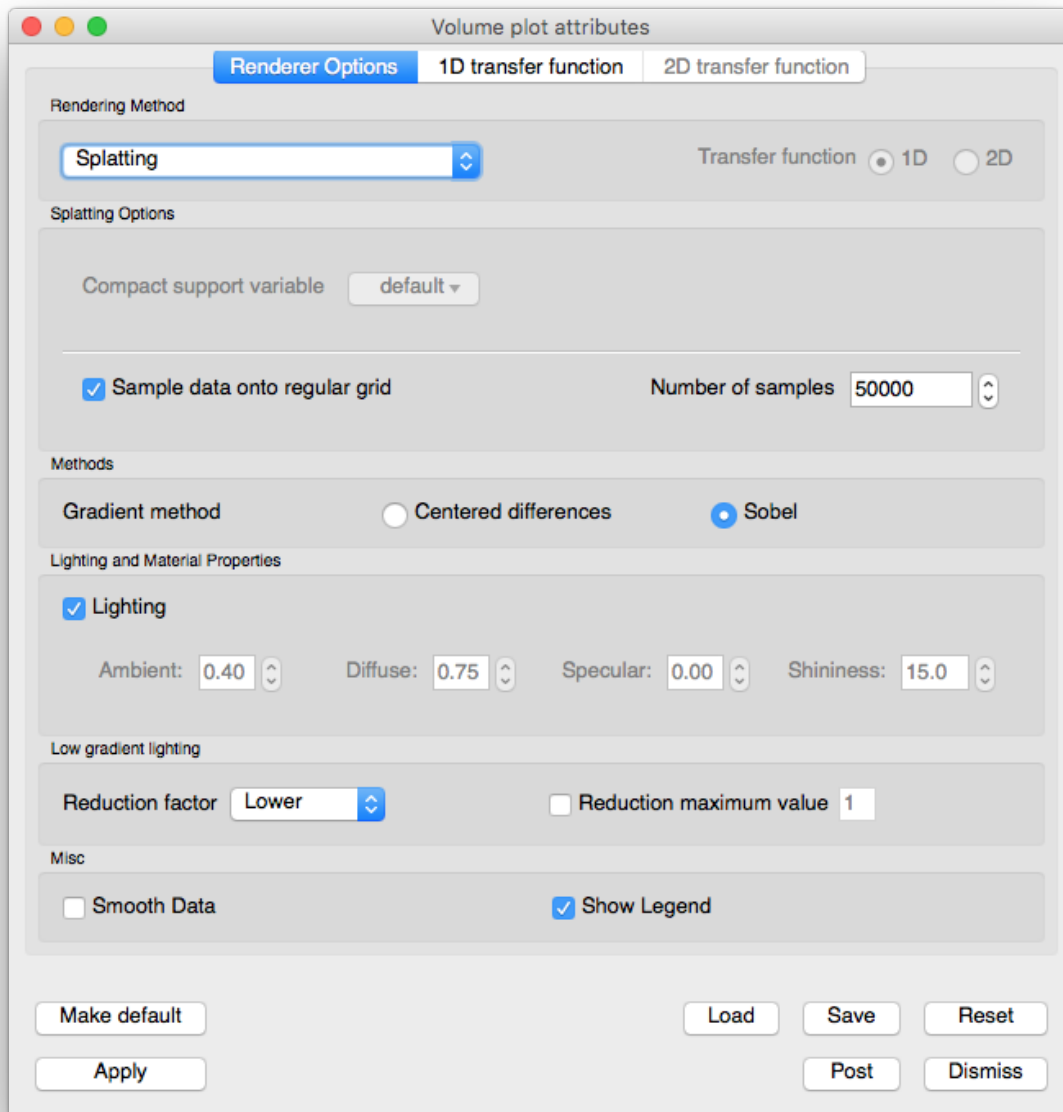 Volume plot attributes
Renderer Options 1D transfer function 2D transfer function
Rendering Method
Splatting Transfer function 1D 2D
Splatting Options
Compact support variable default
Sample data onto regular grid Number of samples 50000
Methods
Gradient method Centered differences Sobel
Lighting and Material Properties
Lighting
Ambient: 0.40 Diffuse: 0.75 Specular: 0.00 Shininess: 15.0
Low gradient lighting
Reduction factor Lower Reduction maximum value 1
Misc
Smooth Data Show Legend
Make default Load Save Reset
Apply Post Dismiss